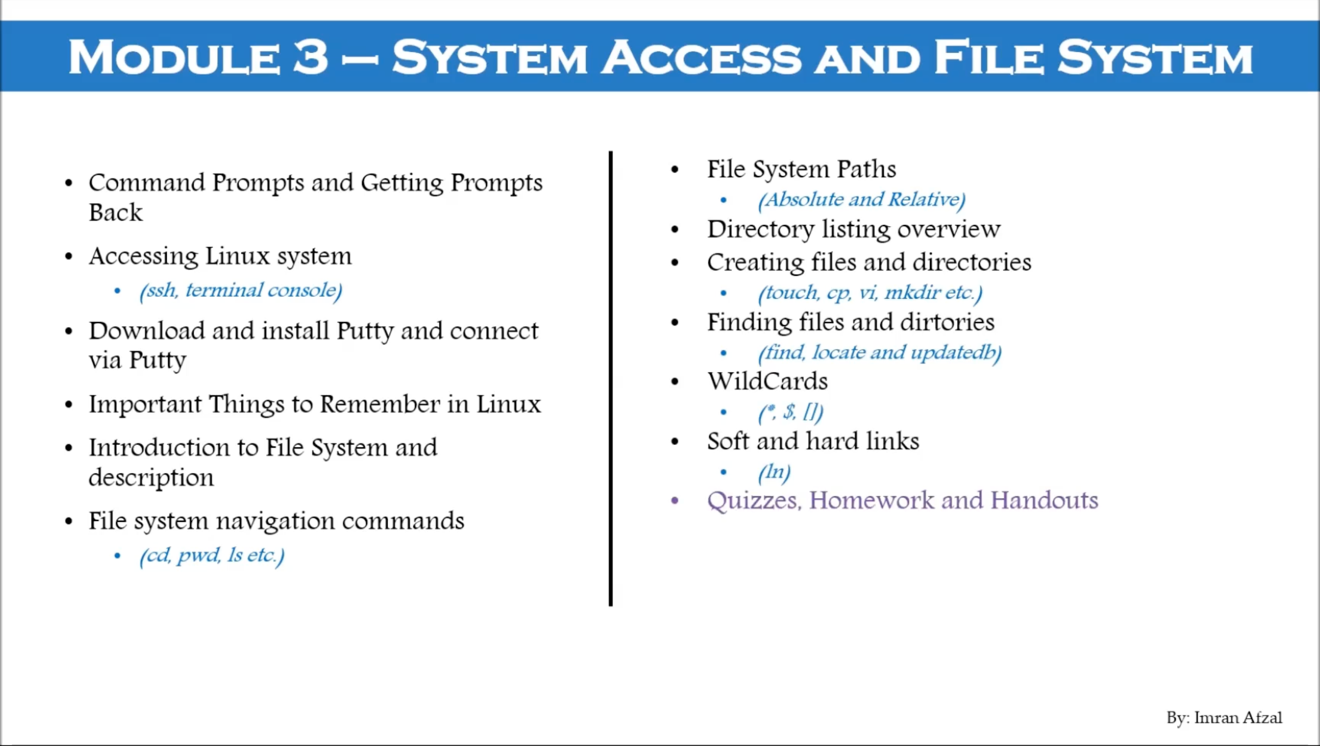 Module 3 – System Access and File System
• Command Prompts and Getting Prompts
Back
• Accessing Linux system
• (ssh, terminal console)
• Download and install Putty and connect
via Putty
• Important Things to Remember in Linux
• Introduction to File System and
description
• File system navigation commands
• (cd, pwd, ls etc.)
• File System Paths
• (Absolute and Relative)
• Directory listing overview
• Creating files and directories
• (touch, cp, vi, mkdir etc.)
• Finding files and dirtories
• (find, locate and updatedb)
• WildCards
• (*, $, [])
• Soft and hard links
• (ln)
• Quizzes, Homework and Handouts
By: Imran Afzal